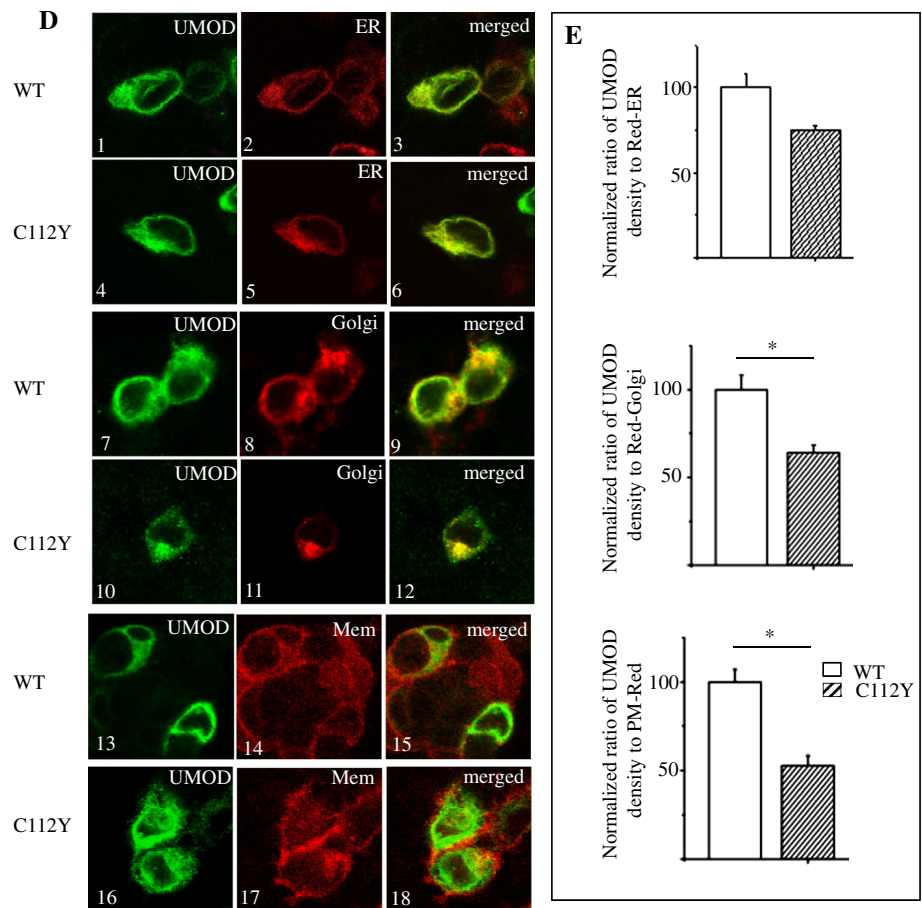 D
UMOD ER merged
WT
1 2 3
UMOD ER merged
C112Y
4 5 6
UMOD Golgi merged
WT
7 8 9
UMOD Golgi merged
C112Y
10 11 12
UMOD Mem merged
WT
13 14 15
UMOD Mem merged
C112Y
16 17 18
E
Normalized ratio of UMOD
density to Red-ER
100
50
Normalized ratio of UMOD
density to Red-Golgi
*
100
50
Normalized ratio of UMOD
density to PM-Red
*
100
50
WT
C112Y